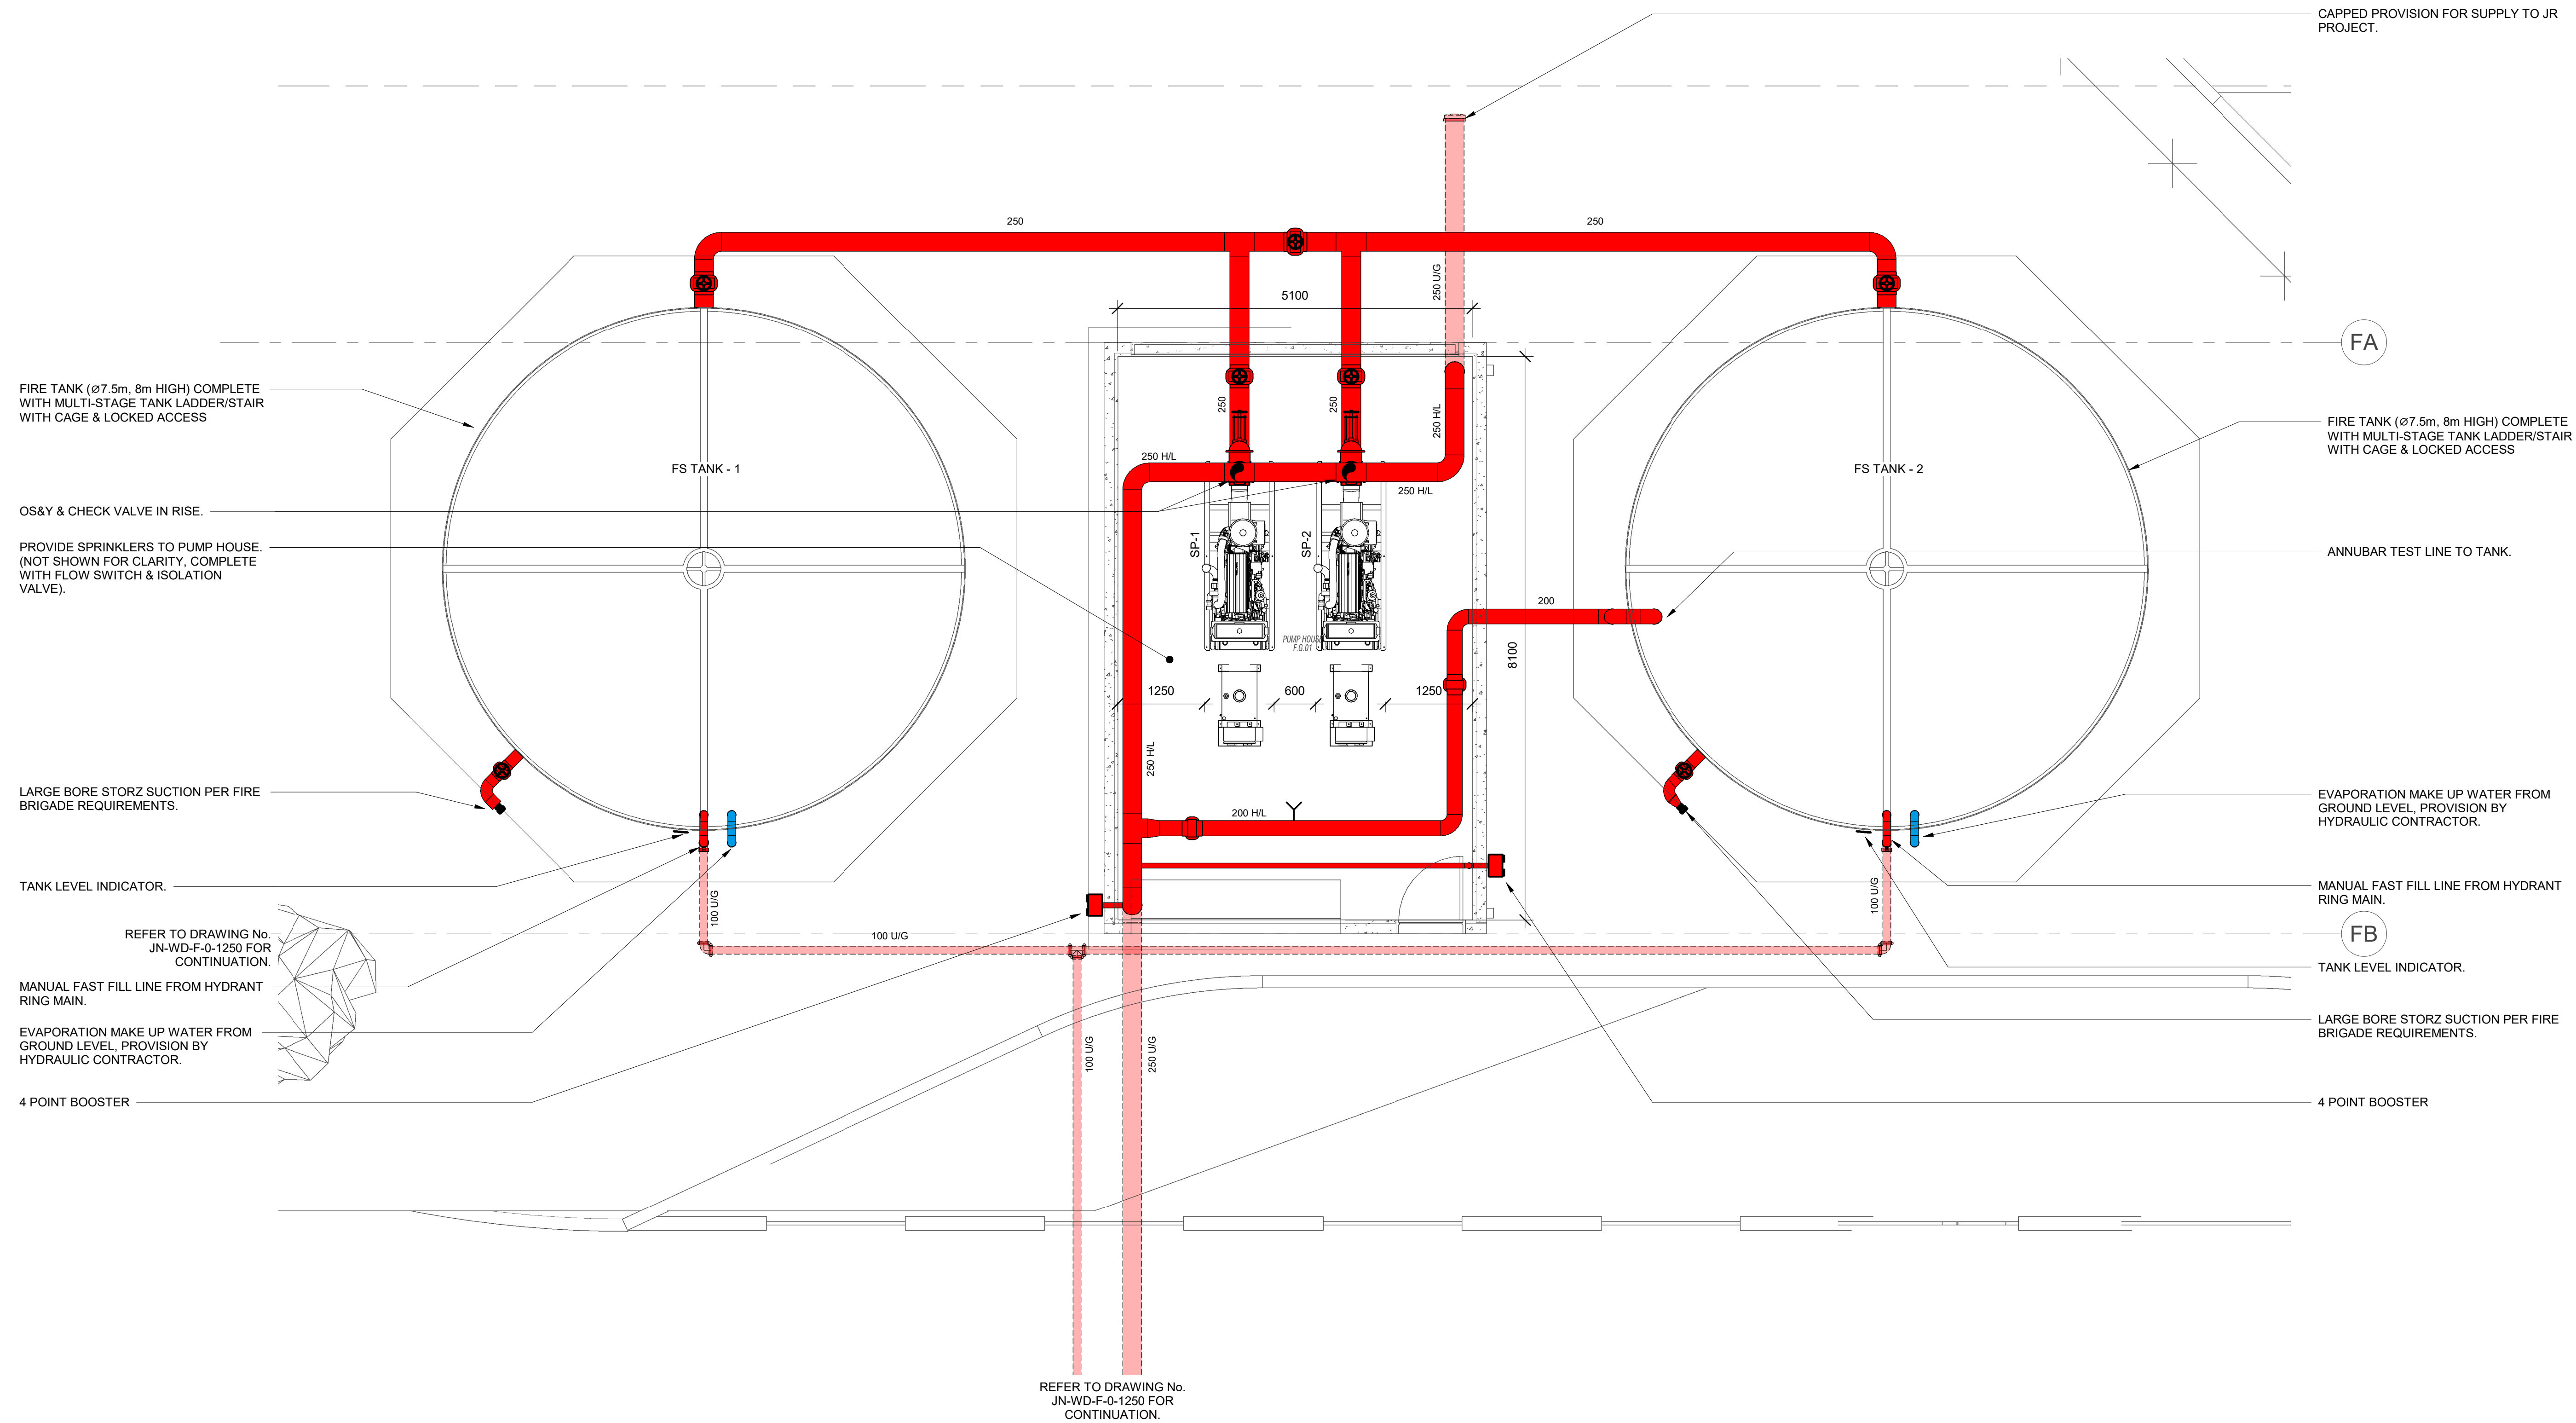 CAPPED PROVISION FOR SUPPLY TO JR
PROJECT.
250
250
250 U/G
5100
FA
FIRE TANK (Ø7.5m, 8m HIGH) COMPLETE
WITH MULTI-STAGE TANK LADDER/STAIR
WITH CAGE & LOCKED ACCESS
250
250
250 H/L
FIRE TANK (Ø7.5m, 8m HIGH) COMPLETE
WITH MULTI-STAGE TANK LADDER/STAIR
WITH CAGE & LOCKED ACCESS
FS TANK - 1
250 H/L
FS TANK - 2
250 H/L
OS&Y & CHECK VALVE IN RISE.
PROVIDE SPRINKLERS TO PUMP HOUSE.
(NOT SHOWN FOR CLARITY, COMPLETE
WITH FLOW SWITCH & ISOLATION
VALVE).
SP-1
SP-2
ANNUBAR TEST LINE TO TANK.
200
PUMP HOUSE
F.G.01
8100
1250
600
1250
250 H/L
LARGE BORE STORZ SUCTION PER FIRE
BRIGADE REQUIREMENTS.
200 H/L
EVAPORATION MAKE UP WATER FROM
GROUND LEVEL, PROVISION BY
HYDRAULIC CONTRACTOR.
TANK LEVEL INDICATOR.
100 U/G
100 U/G
MANUAL FAST FILL LINE FROM HYDRANT
RING MAIN.
REFER TO DRAWING No.
JN-WD-F-0-1250 FOR
CONTINUATION.
100 U/G
FB
TANK LEVEL INDICATOR.
MANUAL FAST FILL LINE FROM HYDRANT
RING MAIN.
LARGE BORE STORZ SUCTION PER FIRE
BRIGADE REQUIREMENTS.
EVAPORATION MAKE UP WATER FROM
GROUND LEVEL, PROVISION BY
HYDRAULIC CONTRACTOR.
100 U/G
250 U/G
4 POINT BOOSTER
4 POINT BOOSTER
REFER TO DRAWING No.
JN-WD-F-0-1250 FOR
CONTINUATION.